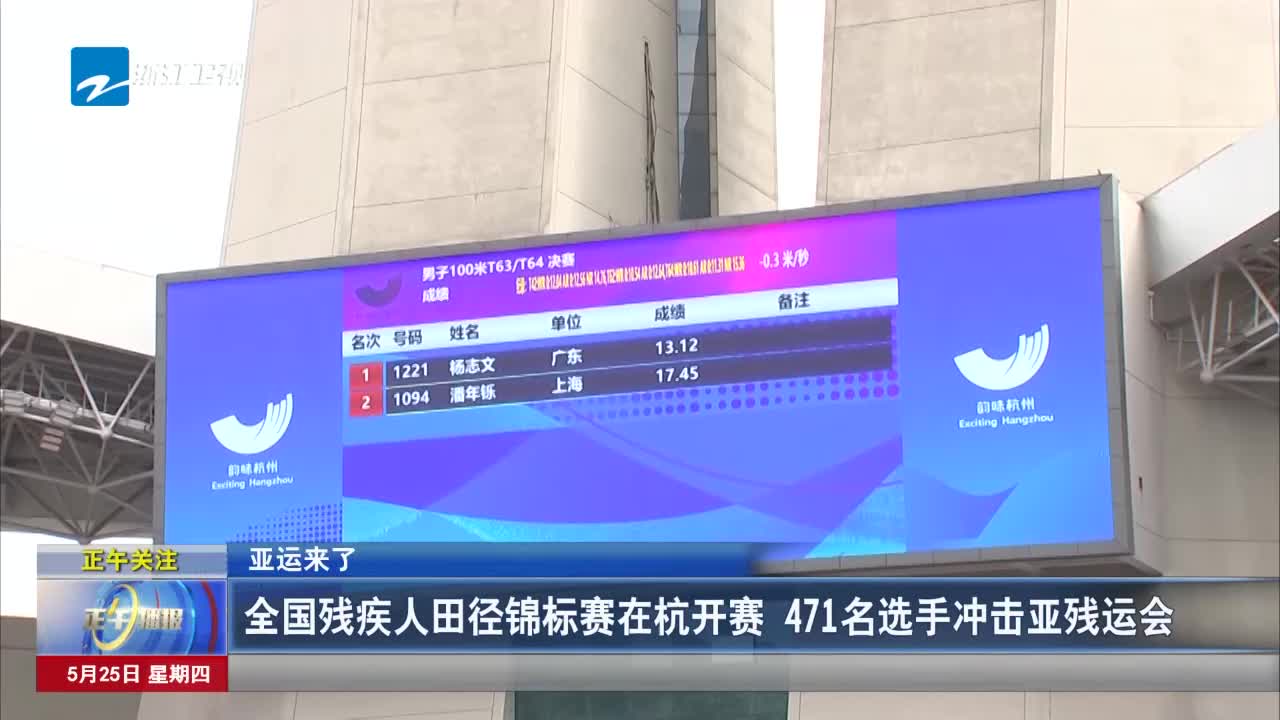 男子100米T63/T64 决赛
成绩
-0.3 米/秒
名次 号码 姓名 单位 成绩 备注
1 1221 杨志文 广东 13.12
2 1094 潘年铄 上海 17.45
韵味杭州
Exciting Hangzhou
韵味杭州
Exciting Hangzhou
正午关注
亚运来了
正午播报
全国残疾人田径锦标赛在杭开赛 471名选手冲击亚残运会
5月25日 星期四